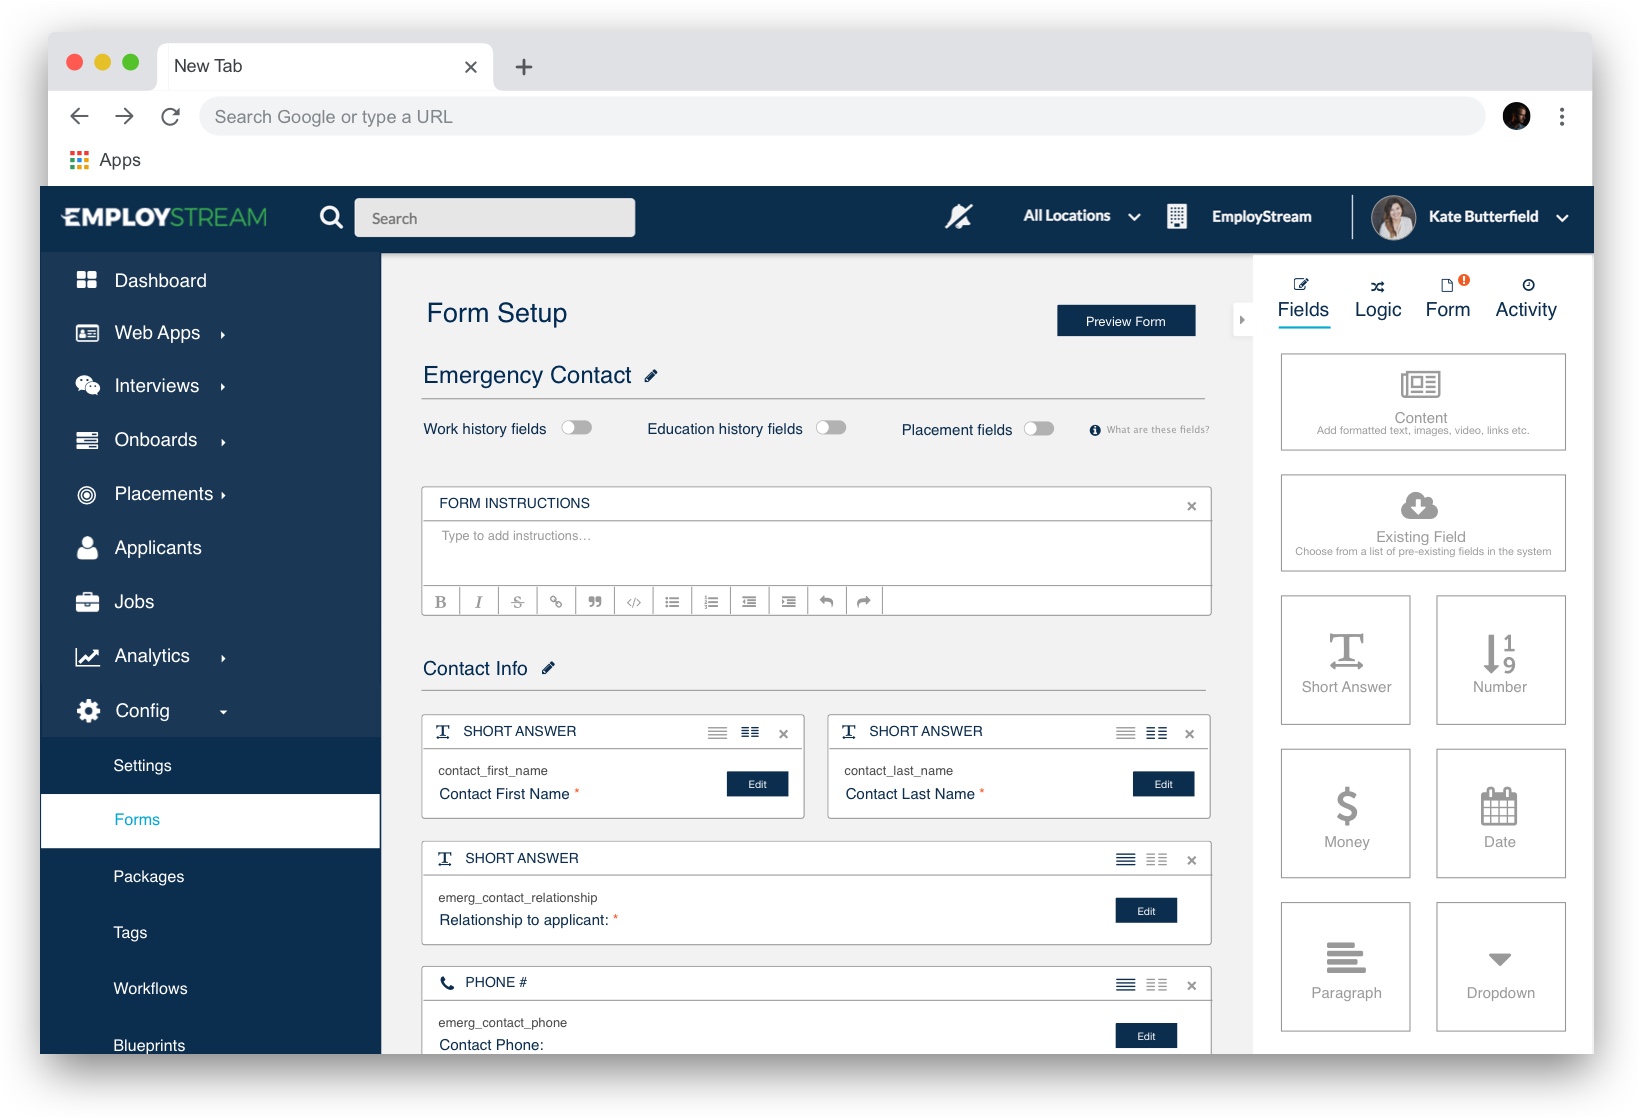 New Tab
Search Google or type a URL
Apps
EMPLOYSTREAM
Search
All Locations
EmployStream
Kate Butterfield
Dashboard
Web Apps
Interviews
Onboards
Placements
Applicants
Jobs
Analytics
Config
Settings
Forms
Packages
Tags
Workflows
Blueprints
Form Setup
Preview Form
Emergency Contact
Work history fields
Education history fields
Placement fields
What are these fields?
FORM INSTRUCTIONS
Type to add instructions...
B I S
Contact Info
SHORT ANSWER
contact_first_name
Contact First Name *
Edit
SHORT ANSWER
contact_last_name
Contact Last Name *
Edit
SHORT ANSWER
emerg_contact_relationship
Relationship to applicant: *
Edit
PHONE #
emerg_contact_phone
Contact Phone:
Edit
Fields
Logic
Form
Activity
Content
Add formatted text, images, video, links etc.
Existing Field
Choose from a list of pre-existing fields in the system
T
Short Answer
1
9
Number
$
Money
Date
Paragraph
Dropdown